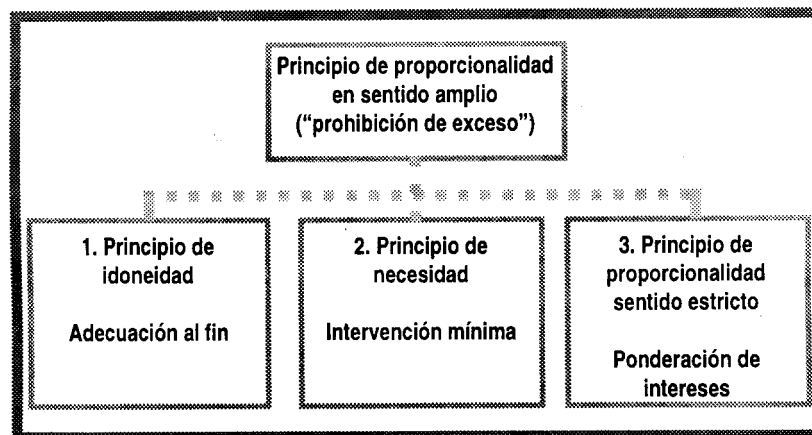 Principio de proporcionalidad
en sentido amplio
(“prohibición de exceso”)
1. Principio de
idoneidad
Adecuación al fin
2. Principio de
necesidad
Intervención mínima
3. Principio de
proporcionalidad
sentido estricto
Ponderación de
intereses